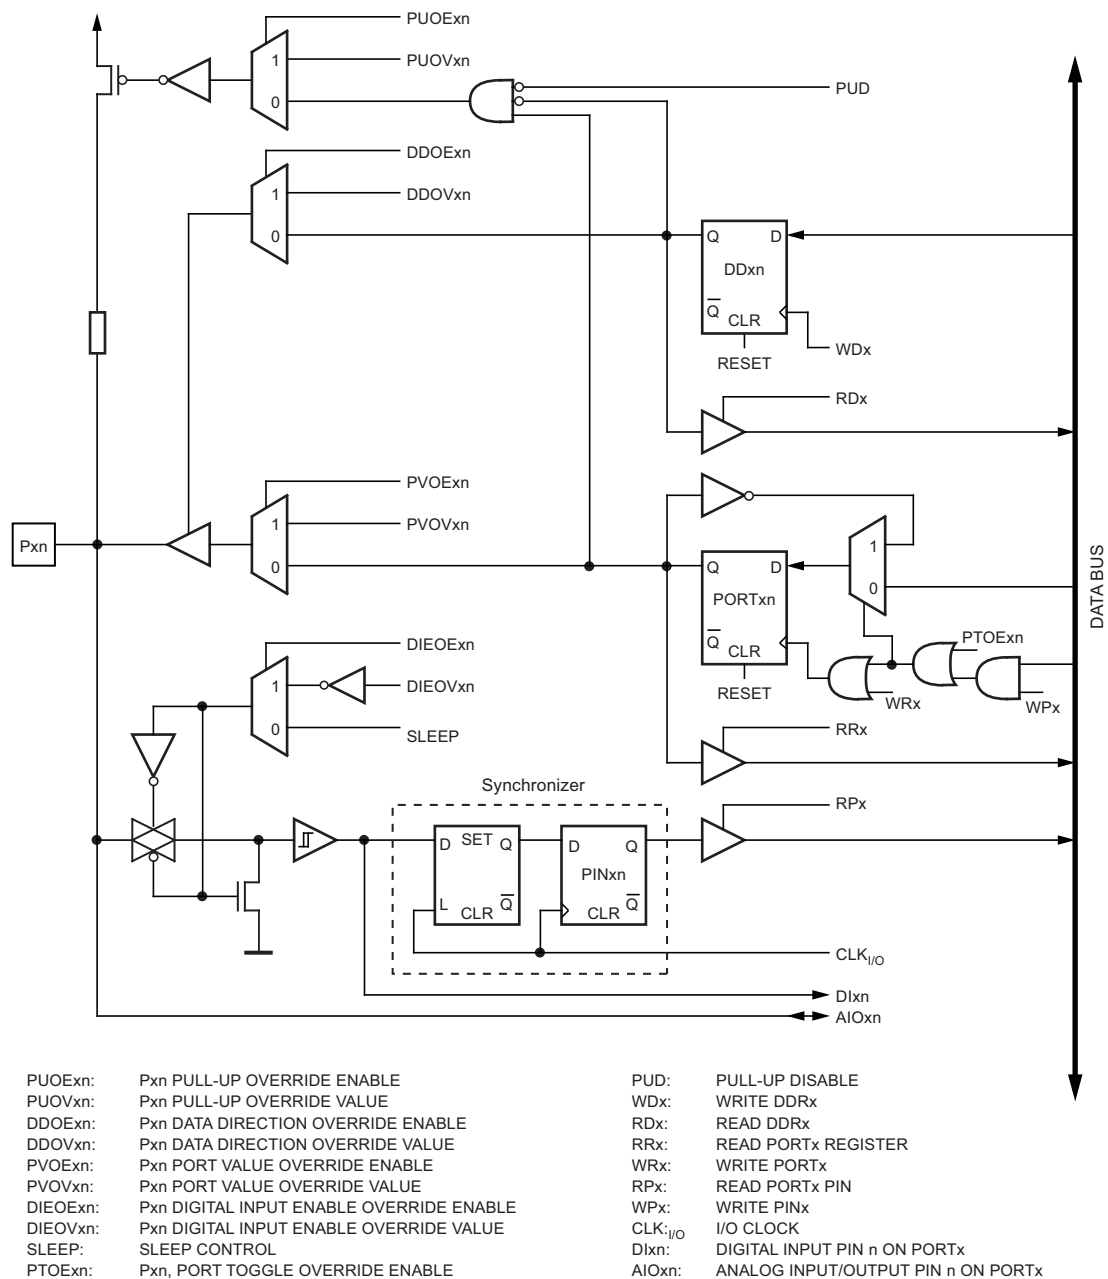 PUOExn
PUOVxn
1
0
PUD
DDOExn
DDOVxn
1
0
Q D
DDxn
Q
CLR
RESET
WDx
RDx
PVOExn
PVOVxn
1
0
Pxn
1
0
DATA BUS
Q D
PORTxn
Q
CLR
RESET
PTOExn
WRx
WPx
DIEOExn
DIEOVxn
1
0
SLEEP
RRx
Synchronizer
RPx
D SET Q
L CLR Q
D Q
PINxn
CLR Q
CLKI/O
DIxn
AIOxn
PUOExn: Pxn PULL-UP OVERRIDE ENABLE
PUOVxn: Pxn PULL-UP OVERRIDE VALUE
DDOExn: Pxn DATA DIRECTION OVERRIDE ENABLE
DDOVxn: Pxn DATA DIRECTION OVERRIDE VALUE
PVOExn: Pxn PORT VALUE OVERRIDE ENABLE
PVOVxn: Pxn PORT VALUE OVERRIDE VALUE
DIEOExn: Pxn DIGITAL INPUT ENABLE OVERRIDE ENABLE
DIEOVxn: Pxn DIGITAL INPUT ENABLE OVERRIDE VALUE
SLEEP: SLEEP CONTROL
PTOExn: Pxn, PORT TOGGLE OVERRIDE ENABLE
PUD: PULL-UP DISABLE
WDx: WRITE DDRx
RDx: READ DDRx
RRx: READ PORTx REGISTER
WRx: WRITE PORTx
RPx: READ PORTx PIN
WPx: WRITE PINx
CLK:I/O I/O CLOCK
DIxn: DIGITAL INPUT PIN n ON PORTx
AIOxn: ANALOG INPUT/OUTPUT PIN n ON PORTx